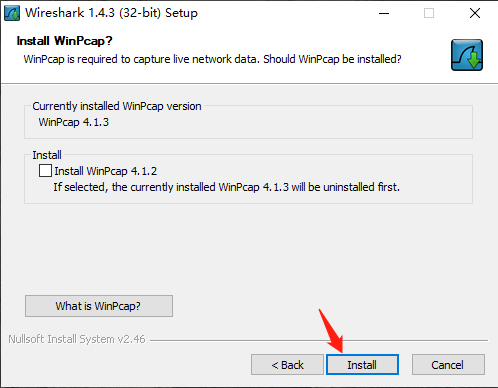 Wireshark 1.4.3 (32-bit) Setup
Install WinPcap?
WinPcap is required to capture live network data. Should WinPcap be installed?
Currently installed WinPcap version
WinPcap 4.1.3
Install
Install WinPcap 4.1.2
If selected, the currently installed WinPcap 4.1.3 will be uninstalled first.
What is WinPcap?
Nullsoft Install System v2.46
< Back
Install
Cancel